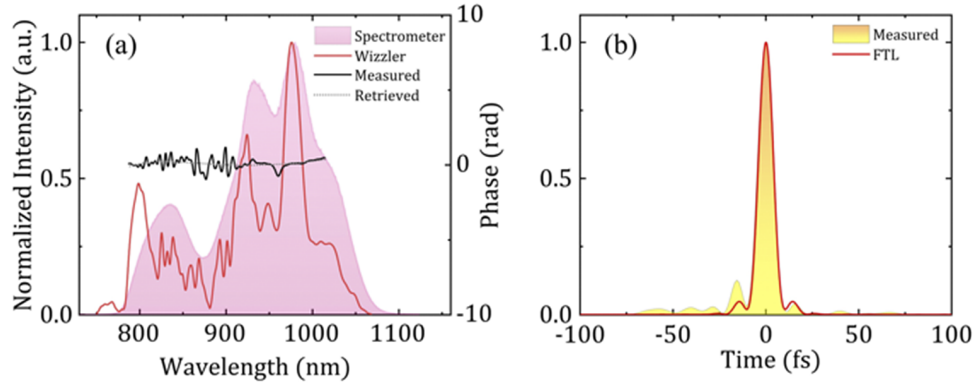 (a)
Spectrometer
Wizzler
Measured
Retrieved
Normalized Intensity (a.u.)
1.0
0.5
0.0
10
0
-10
Phase (rad)
800 900 1000 1100
Wavelength (nm)
(b)
Measured
FTL
1.0
0.5
0.0
-100 -50 0 50 100
Time (fs)